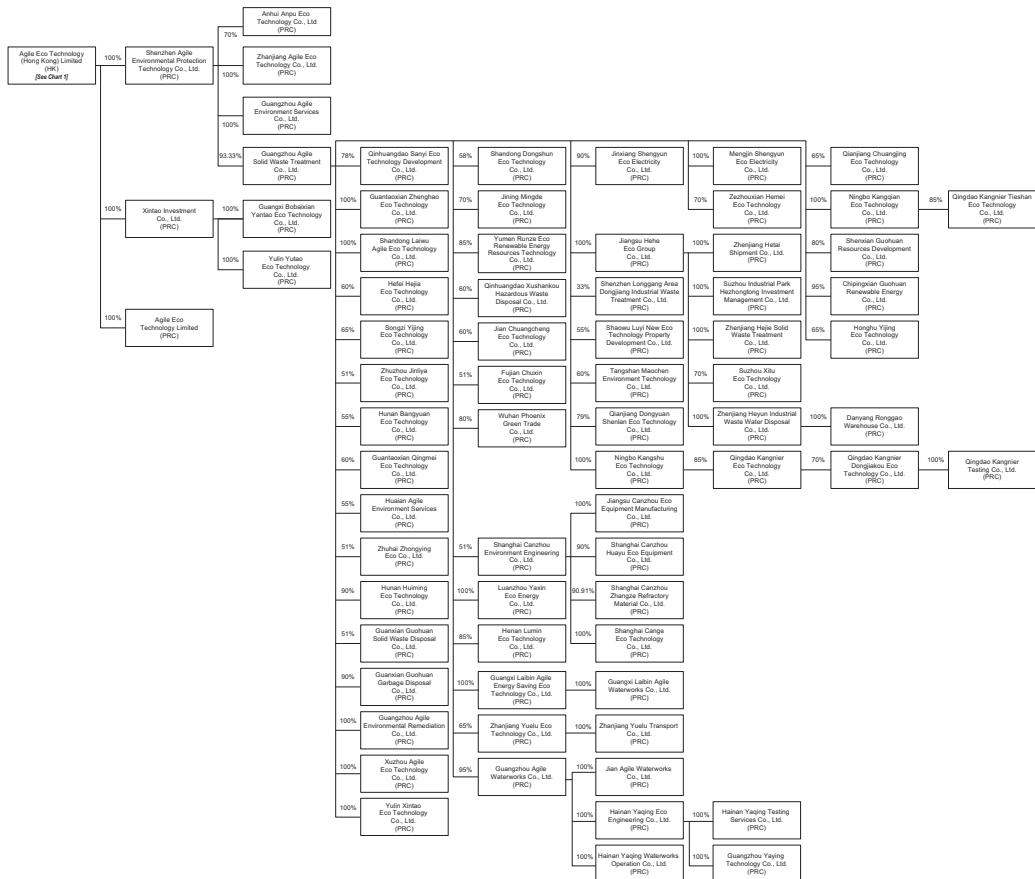 Agile Eco Technology
(Hong Kong) Limited
(HK)
[See Chart 1]
100%
Shenzhen Agile
Environmental Protection
Technology Co., Ltd.
(PRC)
70%
Anhui Anpu Eco
Technology Co., Ltd
(PRC)
100%
Zhanjiang Agile Eco
Technology Co., Ltd.
(PRC)
100%
Guangzhou Agile
Environment Services
Co., Ltd.
(PRC)
93.33%
Guangzhou Agile
Solid Waste Treatment
Co., Ltd.
(PRC)
100%
Xintao Investment
Co., Ltd.
(PRC)
100%
Guangxi Bobaixian
Yantao Eco Technology
Co., Ltd.
(PRC)
100%
Yulin Yutao
Eco Technology
Co., Ltd.
(PRC)
100%
Agile Eco
Technology Limited
(PRC)
78%
Qinhuangdao Sanyi Eco
Technology Development
Co., Ltd.
(PRC)
100%
Guantaoxian Zhenghao
Eco Technology
Co., Ltd.
(PRC)
100%
Shandong Laiwu
Agile Eco Technology
Co., Ltd.
(PRC)
60%
Hefei Hejia
Eco Technology
Co., Ltd.
(PRC)
65%
Songzi Yijing
Eco Technology
Co., Ltd.
(PRC)
51%
Zhuzhou Jinliya
Eco Technology
Co., Ltd.
(PRC)
55%
Hunan Bangyuan
Eco Technology
Co., Ltd.
(PRC)
60%
Guantaoxian Qingmei
Eco Technology
Co., Ltd.
(PRC)
55%
Huaian Agile
Environment Services
Co., Ltd.
(PRC)
51%
Zhuhai Zhongying
Eco Co., Ltd.
(PRC)
90%
Hunan Huiming
Eco Technology
Co., Ltd.
(PRC)
51%
Guanxian Guohuan
Solid Waste Disposal
Co., Ltd.
(PRC)
90%
Guanxian Guohuan
Garbage Disposal
Co., Ltd.
(PRC)
100%
Guangzhou Agile
Environmental Remediation
Co., Ltd.
(PRC)
100%
Xuzhou Agile
Eco Technology
Co., Ltd.
(PRC)
100%
Yulin Xintao
Eco Technology
Co., Ltd.
(PRC)
58%
Shandong Dongshun
Eco Technology
Co., Ltd.
(PRC)
70%
Jining Mingde
Eco Technology
Co., Ltd.
(PRC)
85%
Yumen Runze Eco
Renewable Energy
Resources Technology
Co., Ltd.
(PRC)
60%
Qinhuangdao Xushankou
Hazardous Waste
Disposal Co., Ltd.
(PRC)
60%
Jian Chuangcheng
Eco Technology
Co., Ltd.
(PRC)
51%
Fujian Chuxin
Eco Technology
Co., Ltd.
(PRC)
80%
Wuhan Phoenix
Green Trade
Co., Ltd.
(PRC)
51%
Shanghai Canzhou
Environment Engineering
Co., Ltd.
(PRC)
100%
Luanzhou Yaxin
Eco Energy
Co., Ltd.
(PRC)
85%
Henan Lumin
Eco Technology
Co., Ltd.
(PRC)
100%
Guangxi Laibin Agile
Energy Saving Eco
Technology Co., Ltd.
(PRC)
65%
Zhanjiang Yuelu Eco
Technology Co., Ltd.
(PRC)
95%
Guangzhou Agile
Waterworks Co., Ltd.
(PRC)
90%
Jinxiang Shengyun
Eco Electricity
Co., Ltd.
(PRC)
100%
Jiangsu Hehe
Eco Group
Co., Ltd.
(PRC)
33%
Shenzhen Longgang Area
Dongjiang Industrial Waste
Treatment Co., Ltd.
(PRC)
55%
Shaowu Luyi New Eco
Technology Property
Development Co., Ltd.
(PRC)
60%
Tangshan Maochen
Environment Technology
Co., Ltd.
(PRC)
79%
Qianjiang Dongyuan
Shenlan Eco Technology
Co., Ltd.
(PRC)
100%
Ningbo Kangshu
Eco Technology
Co., Ltd.
(PRC)
100%
Jiangsu Canzhou Eco
Equipment Manufacturing
Co., Ltd.
(PRC)
90%
Shanghai Canzhou
Huayu Eco Equipment
Co., Ltd.
(PRC)
90.91%
Shanghai Canzhou
Zhangze Refractory
Material Co., Ltd.
(PRC)
100%
Shanghai Cange
Eco Technology
Co., Ltd.
(PRC)
100%
Guangxi Laibin Agile
Waterworks Co., Ltd.
(PRC)
100%
Zhanjiang Yuelu Transport
Co., Ltd.
(PRC)
100%
Jian Agile Waterworks
Co., Ltd.
(PRC)
100%
Hainan Yaqing Eco
Engineering Co., Ltd.
(PRC)
100%
Hainan Yaqing Waterworks
Operation Co., Ltd.
(PRC)
100%
Mengjin Shengyun
Eco Electricity
Co., Ltd.
(PRC)
70%
Zezhouxian Hemei
Eco Technology
Co., Ltd.
(PRC)
100%
Zhenjiang Hetai
Shipment Co., Ltd.
(PRC)
100%
Suzhou Industrial Park
Hezhongtong Investment
Management Co., Ltd.
(PRC)
100%
Zhenjiang Hejie Solid
Waste Treatment
Co., Ltd.
(PRC)
70%
Suzhou Xitu
Eco Technology
Co., Ltd.
(PRC)
100%
Zhenjiang Heyun Industrial
Waste Water Disposal
Co., Ltd.
(PRC)
85%
Qingdao Kangnier
Eco Technology
Co., Ltd.
(PRC)
100%
Hainan Yaqing Testing
Services Co., Ltd.
(PRC)
100%
Guangzhou Yaying
Technology Co., Ltd.
(PRC)
65%
Qianjiang Chuangjing
Eco Technology
Co., Ltd.
(PRC)
100%
Ningbo Kangqian
Eco Technology
Co., Ltd.
(PRC)
80%
Shenxian Guohuan
Resources Development
Co., Ltd.
(PRC)
95%
Chipingxian Guohuan
Renewable Energy
Co., Ltd.
(PRC)
65%
Honghu Yijing
Eco Technology
Co., Ltd.
(PRC)
100%
Danyang Ronggao
Warehouse Co., Ltd.
(PRC)
70%
Qingdao Kangnier
Dongjiakou Eco
Technology Co., Ltd.
(PRC)
85%
Qingdao Kangnier Tieshan
Eco Technology
Co., Ltd.
(PRC)
100%
Qingdao Kangnier
Testing Co., Ltd.
(PRC)